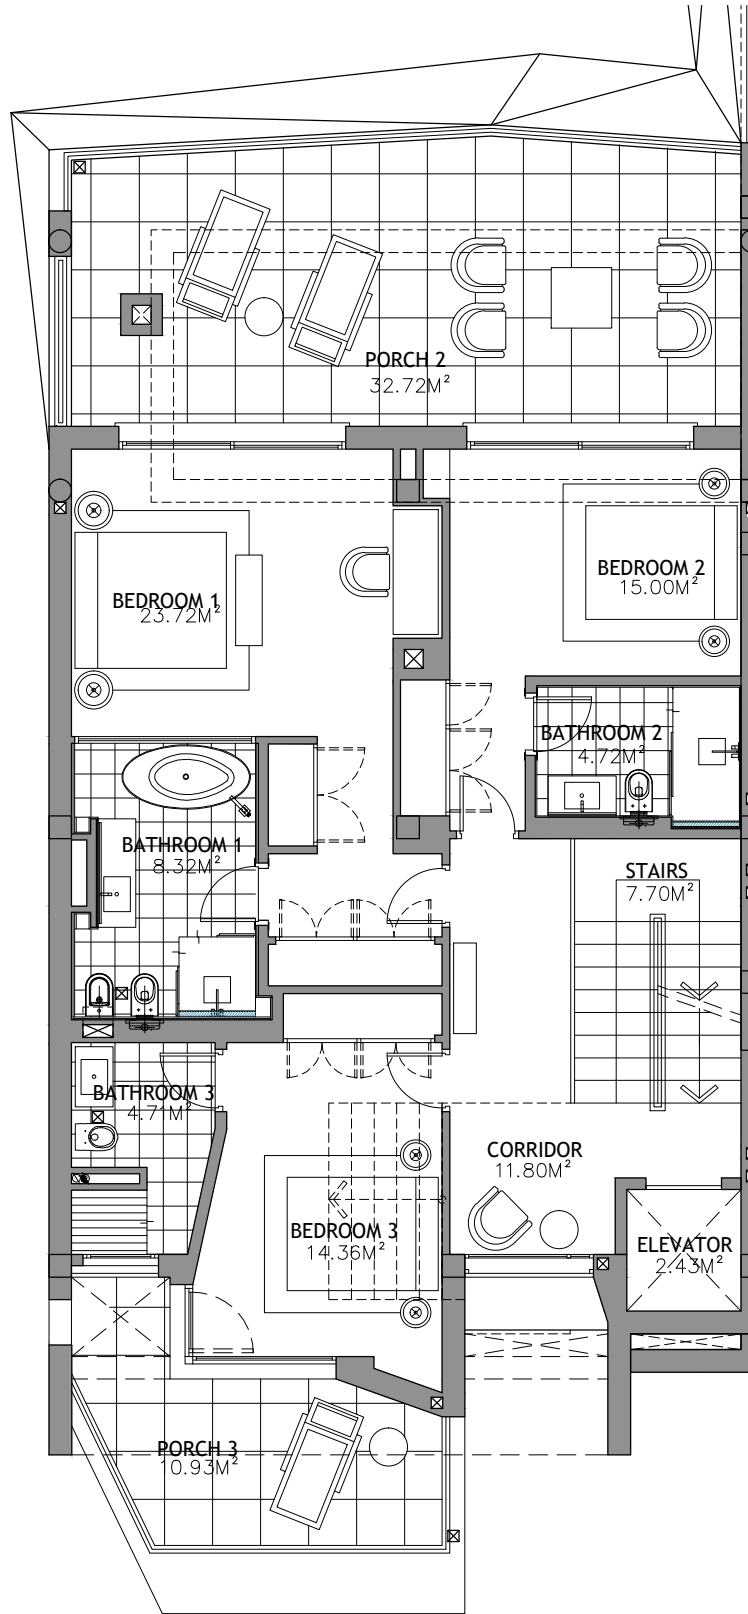 PORCH 2
32.72M²
BEDROOM 1
23.72M²
BEDROOM 2
15.00M²
BATHROOM 2
4.72M²
BATHROOM 1
8.32M²
STAIRS
7.70M²
BATHROOM 3
4.71M²
CORRIDOR
11.80M²
BEDROOM 3
14.36M²
ELEVATOR
2.43M²
PORCH 3
10.93M²